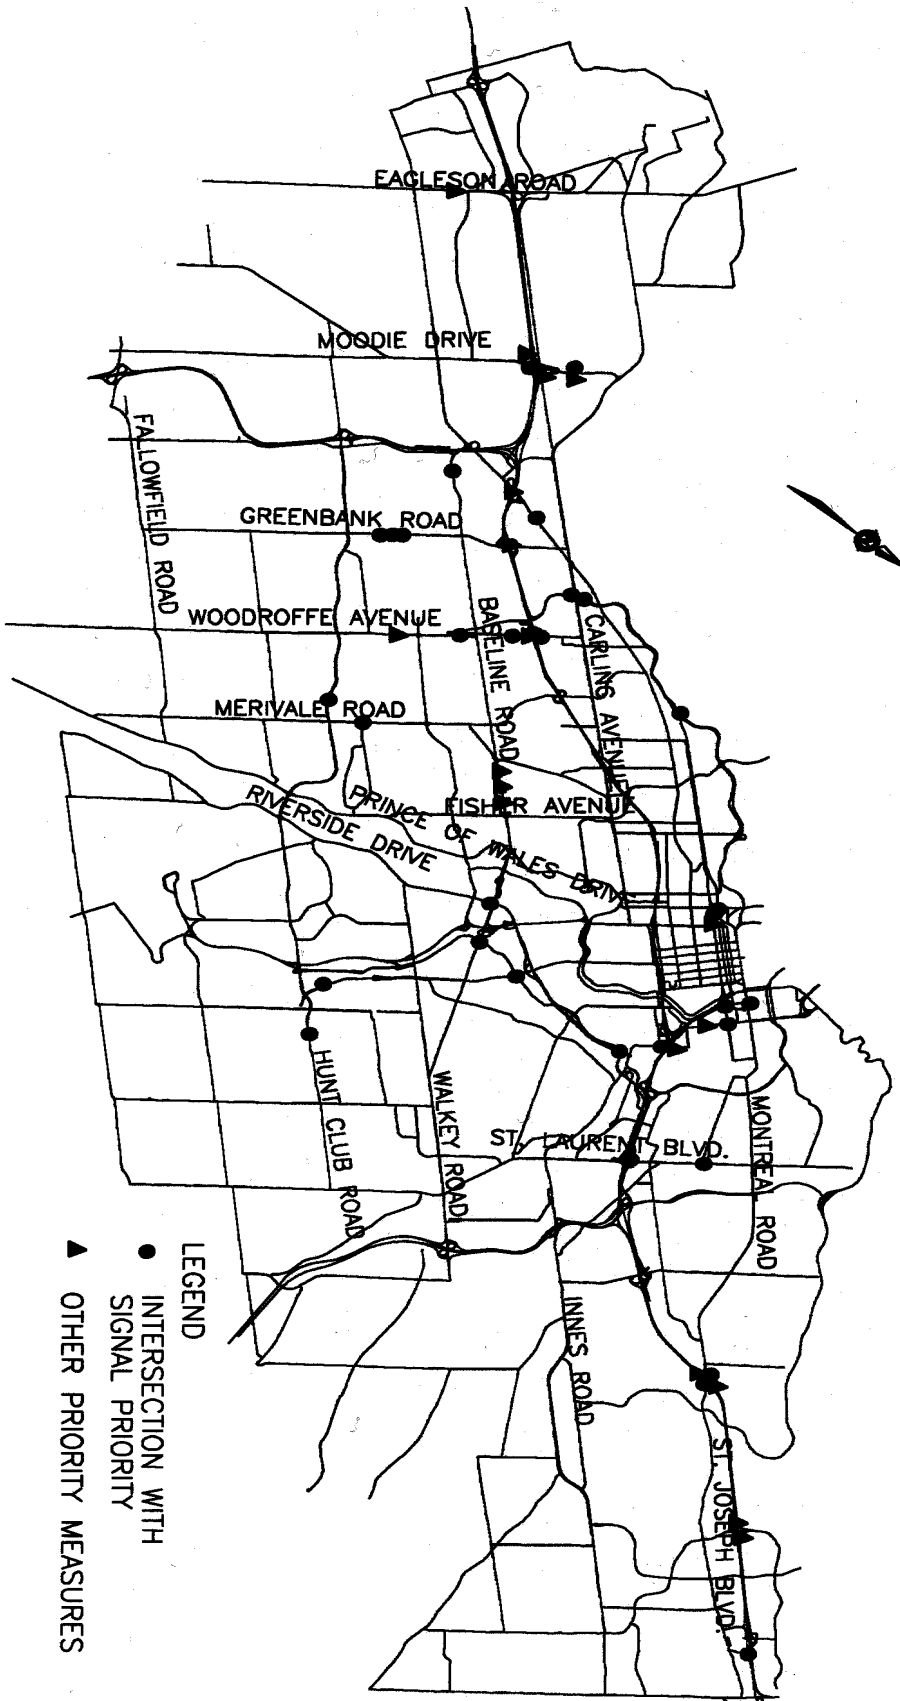 EAGLESON ROAD
MOODIE DRIVE
FALLOWFIELD ROAD
GREENBANK ROAD
WOODROFFE AVENUE
BASELINE ROAD
CARLING AVENUE
MERIVALE ROAD
RIVERSIDE DRIVE
PRINCE OF WALES DRIVE
FISHER AVENUE
HUNT CLUB ROAD
WALKEY ROAD
ST. LAURENT BLVD.
MONTREAL ROAD
INNES ROAD
ST. JOSEPH BLVD.
LEGEND
INTERSECTION WITH
SIGNAL PRIORITY
OTHER PRIORITY MEASURES